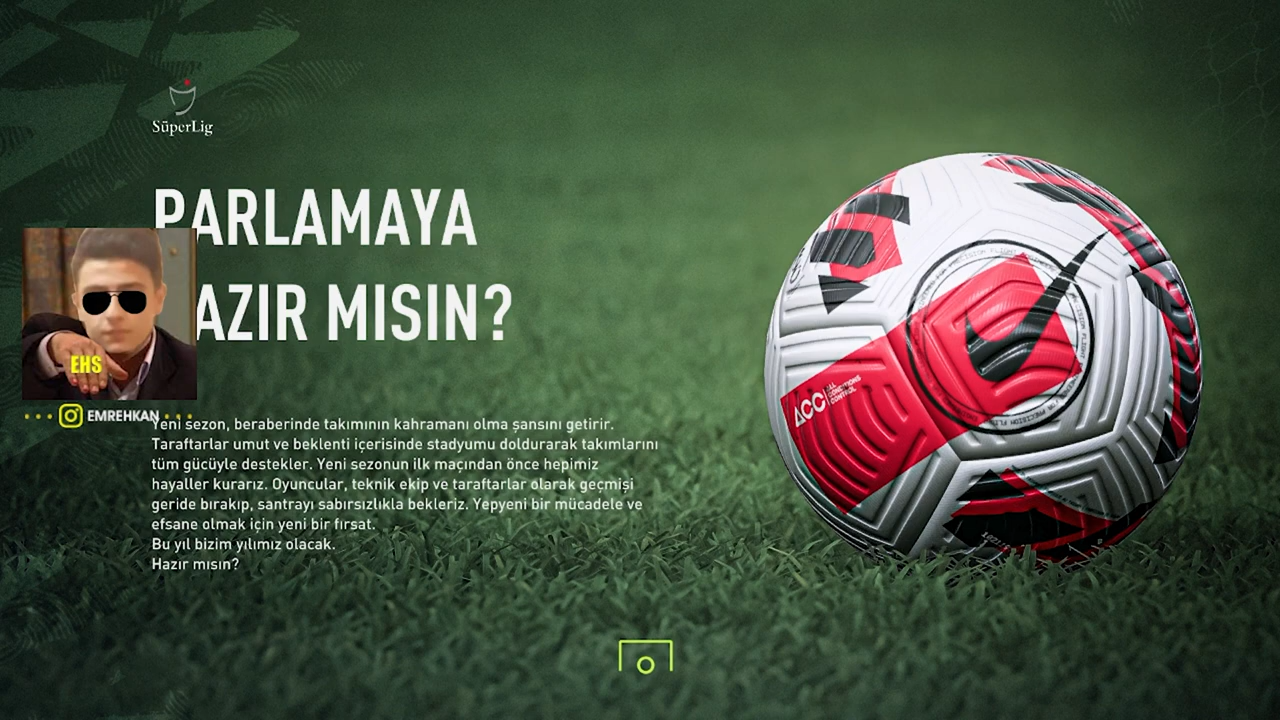 SüperLig
PARLAMAYA
AZIR MISIN?
EHS
EMREHKAN
Yeni sezon, beraberinde takımının kahramanı olma şansını getirir.
Taraftarlar umut ve beklenti içerisinde stadyumu doldurarak takımlarını
tüm gücüyle destekler. Yeni sezonun ilk maçından önce hepimiz
hayaller kurarız. Oyuncular, teknik ekip ve taraftarlar olarak geçmişi
geride bırakıp, santrayı sabırsızlıkla bekleriz. Yepyeni bir mücadele ve
efsane olmak için yeni bir fırsat.
Bu yıl bizim yılımız olacak.
Hazır mısın?
ACC ALL
CONDITIONS
CONTROL